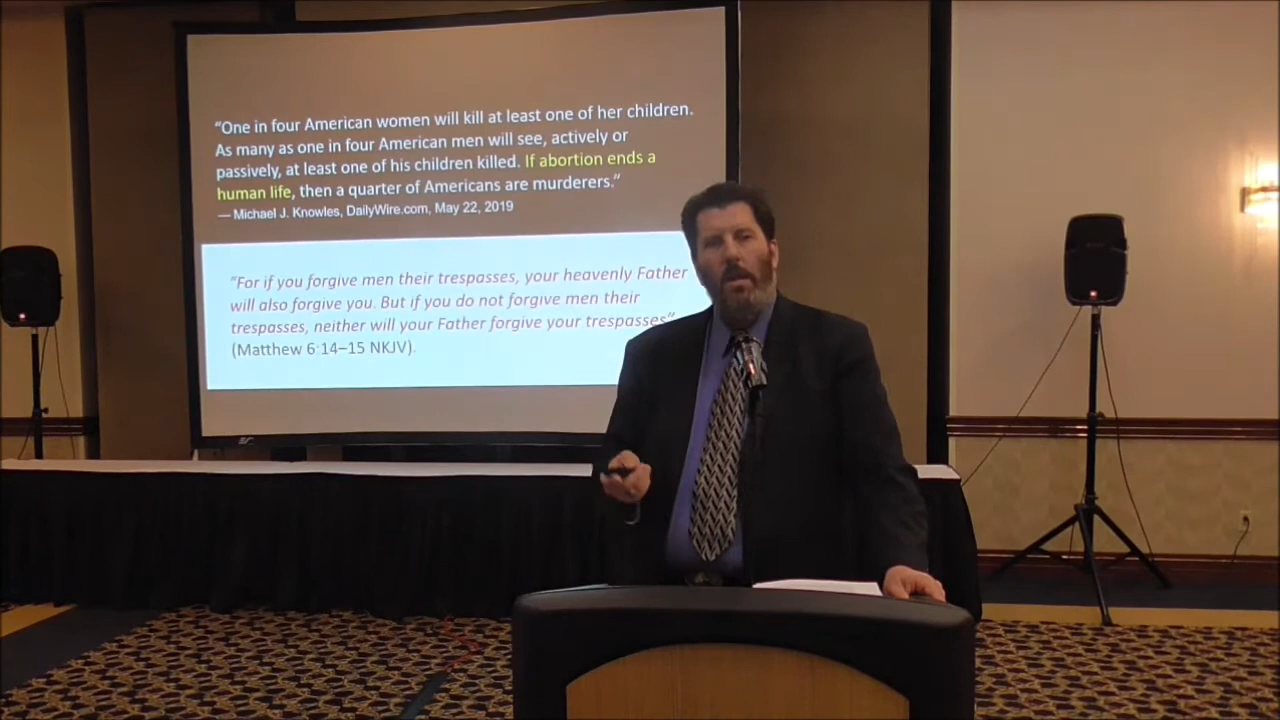 “One in four American women will kill at least one of her children.
As many as one in four American men will see, actively or
passively, at least one of his children killed. If abortion ends a
human life, then a quarter of Americans are murderers.”
— Michael J. Knowles, DailyWire.com, May 22, 2019
“For if you forgive men their trespasses, your heavenly Father
will also forgive you. But if you do not forgive men their
trespasses, neither will your Father forgive your trespasses”
(Matthew 6:14–15 NKJV).